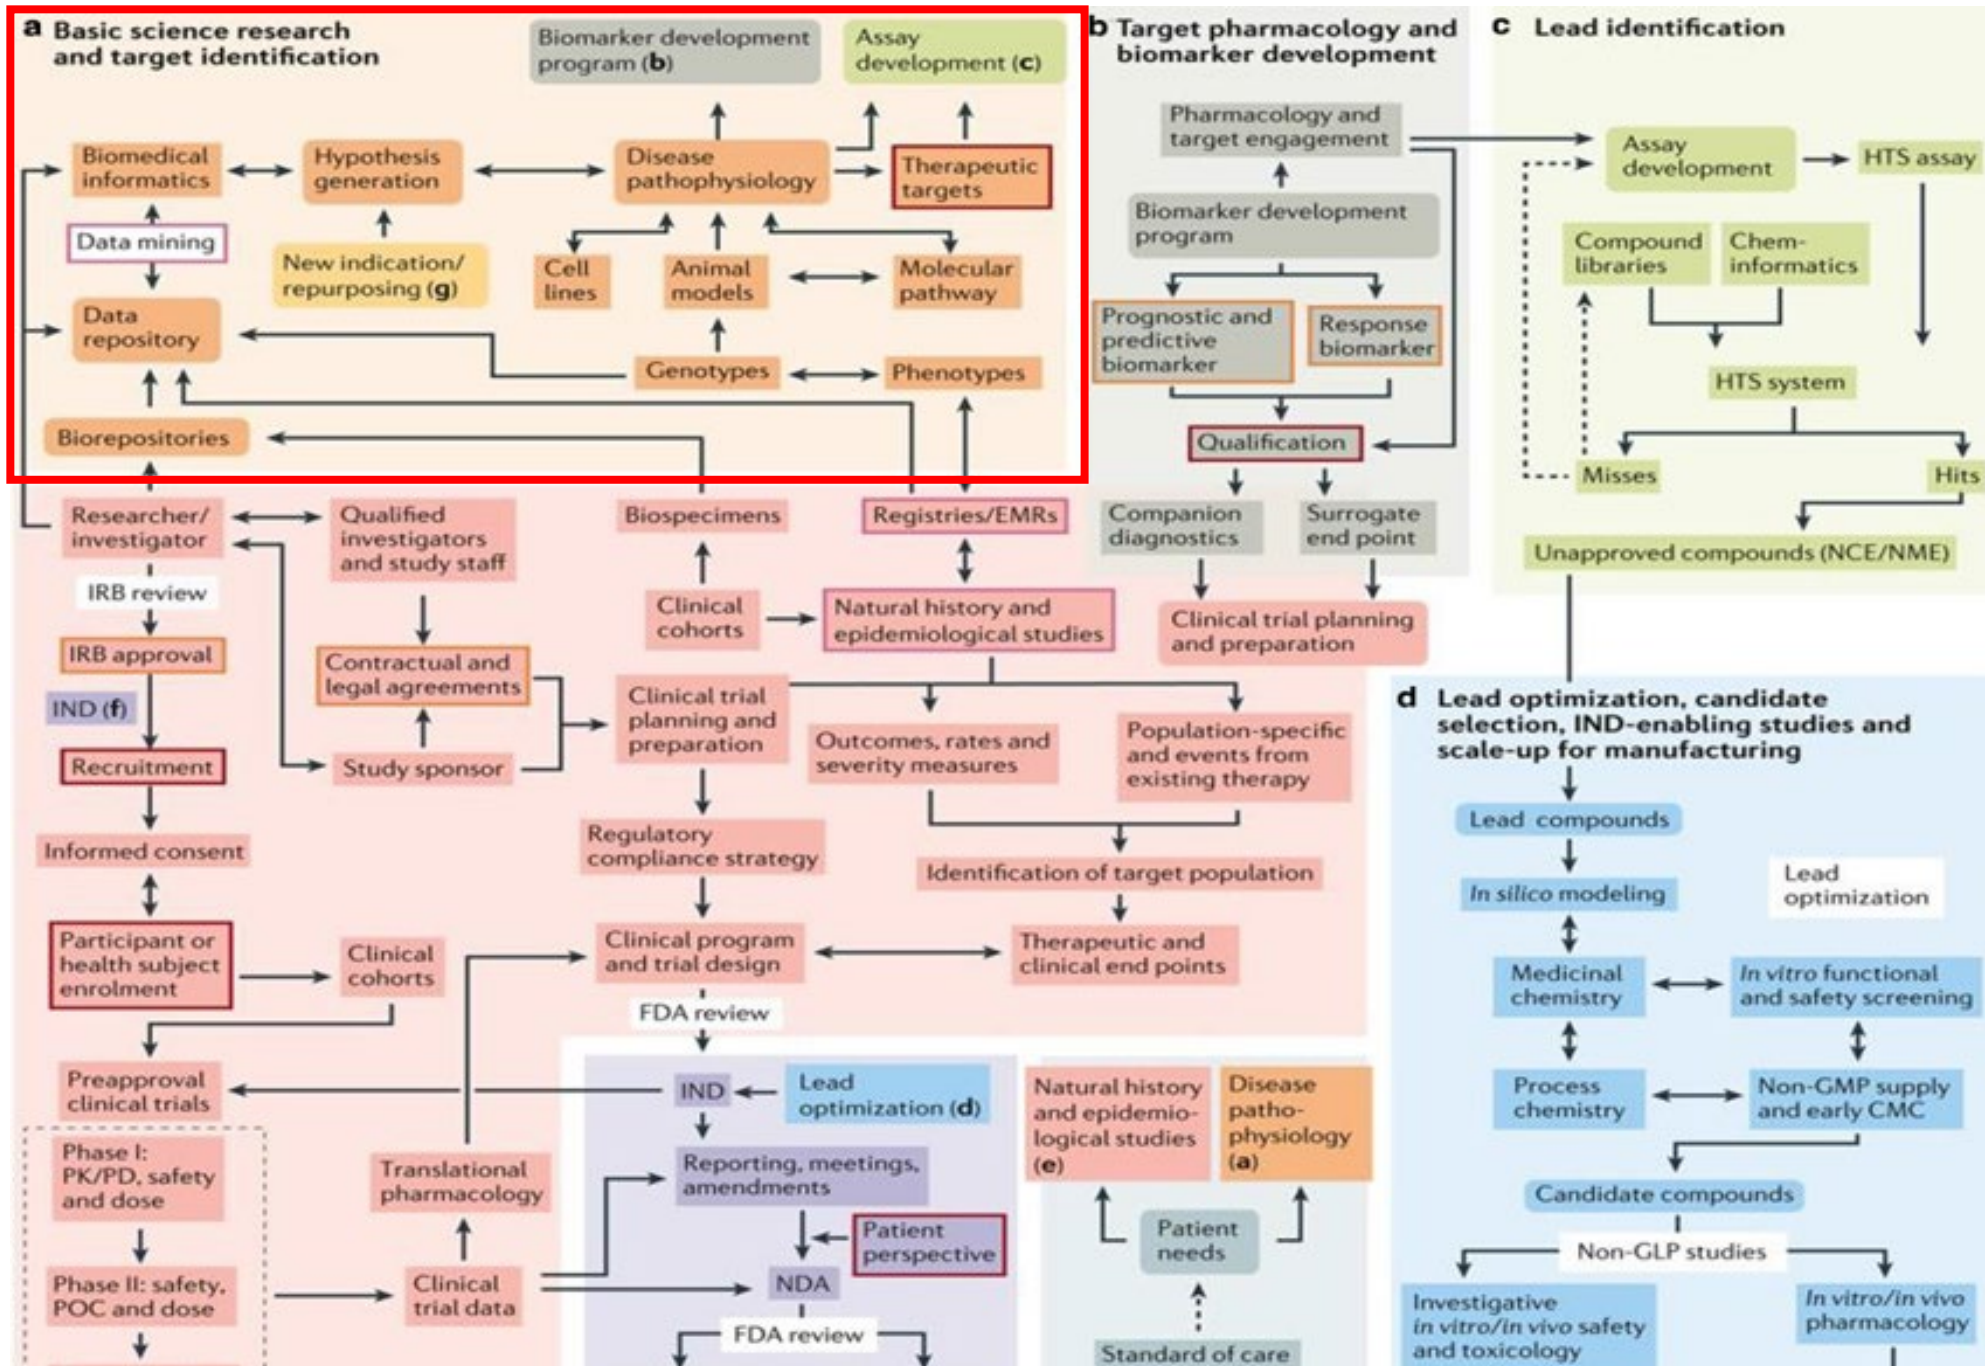 a Basic science research
and target identification
Biomarker development
program (b)
Assay
development (c)
Biomedical
informatics
Hypothesis
generation
Disease
pathophysiology
Therapeutic
targets
Data mining
New indication/
repurposing (g)
Cell
lines
Animal
models
Molecular
pathway
Data
repository
Genotypes
Phenotypes
Biorepositories
b Target pharmacology and
biomarker development
Pharmacology and
target engagement
Biomarker development
program
Prognostic and
predictive
biomarker
Response
biomarker
Qualification
Companion
diagnostics
Surrogate
end point
Clinical trial planning
and preparation
c Lead identification
Assay
development
HTS assay
Compound
libraries
Chem-
informatics
HTS system
Misses
Hits
Unapproved compounds (NCE/NME)
Researcher/
investigator
Qualified
investigators
and study staff
Biospecimens
Registries/EMRs
IRB review
Clinical
cohorts
Natural history and
epidemiological studies
IRB approval
Contractual and
legal agreements
IND (f)
Clinical trial
planning and
preparation
Outcomes, rates and
severity measures
Population-specific
and events from
existing therapy
Recruitment
Study sponsor
Informed consent
Regulatory
compliance strategy
Identification of target population
Participant or
health subject
enrolment
Clinical
cohorts
Clinical program
and trial design
Therapeutic and
clinical end points
FDA review
Preapproval
clinical trials
IND
Lead
optimization (d)
Phase I:
PK/PD, safety
and dose
Translational
pharmacology
Reporting, meetings,
amendments
Patient
perspective
Phase II: safety,
POC and dose
Clinical
trial data
NDA
FDA review
Natural history
and epidemio-
logical studies
(e)
Disease
patho-
physiology
(a)
Patient
needs
Standard of care
d Lead optimization, candidate
selection, IND-enabling studies and
scale-up for manufacturing
Lead compounds
Lead
optimization
In silico modeling
Medicinal
chemistry
In vitro functional
and safety screening
Process
chemistry
Non-GMP supply
and early CMC
Candidate compounds
Non-GLP studies
Investigative
in vitro/in vivo safety
and toxicology
In vitro/in vivo
pharmacology